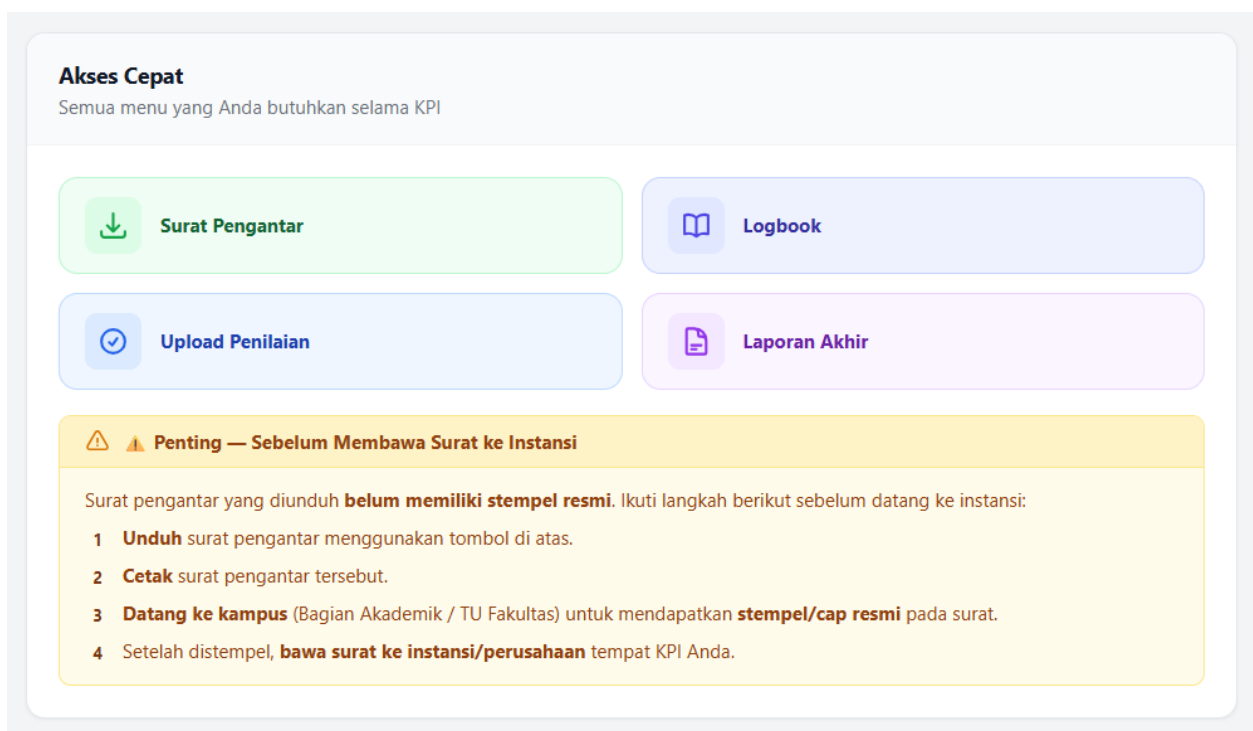 Akses Cepat
Semua menu yang Anda butuhkan selama KPI
Surat Pengantar
Logbook
Upload Penilaian
Laporan Akhir
⚠ Penting — Sebelum Membawa Surat ke Instansi
Surat pengantar yang diunduh belum memiliki stempel resmi. Ikuti langkah berikut sebelum datang ke instansi:
1 Unduh surat pengantar menggunakan tombol di atas.
2 Cetak surat pengantar tersebut.
3 Datang ke kampus (Bagian Akademik / TU Fakultas) untuk mendapatkan stempel/cap resmi pada surat.
4 Setelah distempel, bawa surat ke instansi/perusahaan tempat KPI Anda.